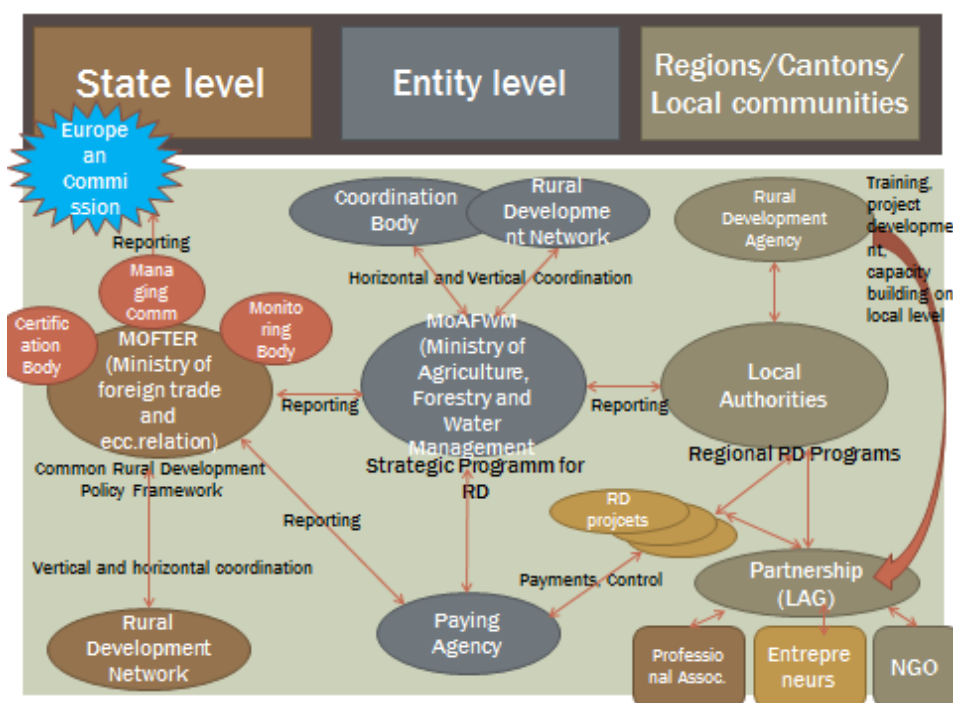 State level
Entity level
Regions/Cantons/
Local communities
Europe
an
Commi
ssion
Reporting
Mana
ging
Comm
Certific
ation
Body
Monito
ring
Body
MOFTER
(Ministry of
foreign trade
and
ecc.relation)
Common Rural Development
Policy Framework
Vertical and horizontal coordination
Rural
Development
Network
Reporting
Reporting
Coordination
Body
Rural
Developme
nt Network
Horizontal and Vertical Coordination
MoAFWM
(Ministry of
Agriculture,
Forestry and
Water
Management
Strategic Programm for
RD
Paying
Agency
Reporting
Payments, Control
RD
projcets
Rural
Development
Agency
Training,
project
developme
nt,
capacity
building on
local level
Local
Authorities
Regional RD Programs
Partnership
(LAG)
Professio
nal Assoc.
Entrepre
neurs
NGO